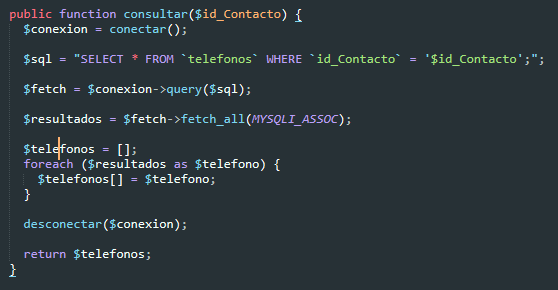 public function consultar($id_Contacto) {
$conexion = conectar();
$sql = "SELECT * FROM `telefonos` WHERE `id_Contacto` = '$id_Contacto';";
$fetch = $conexion->query($sql);
$resultados = $fetch->fetch_all(MYSQLI_ASSOC);
$telefonos = [];
foreach ($resultados as $telefono) {
$telefonos[] = $telefono;
}
desconectar($conexion);
return $telefonos;
}